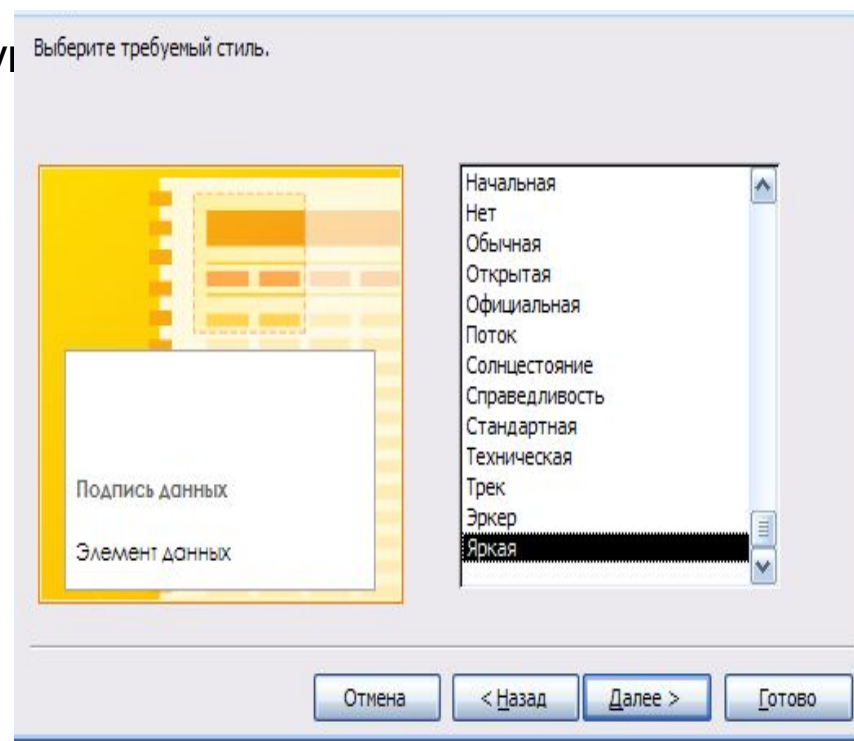 Выберите требуемый стиль.
Начальная
Нет
Обычная
Открытая
Официальная
Поток
Солнцестояние
Справедливость
Стандартная
Техническая
Трек
Эркер
Яркая
Подпись данных
Элемент данных
Отмена
< Назад
Далее >
Готово